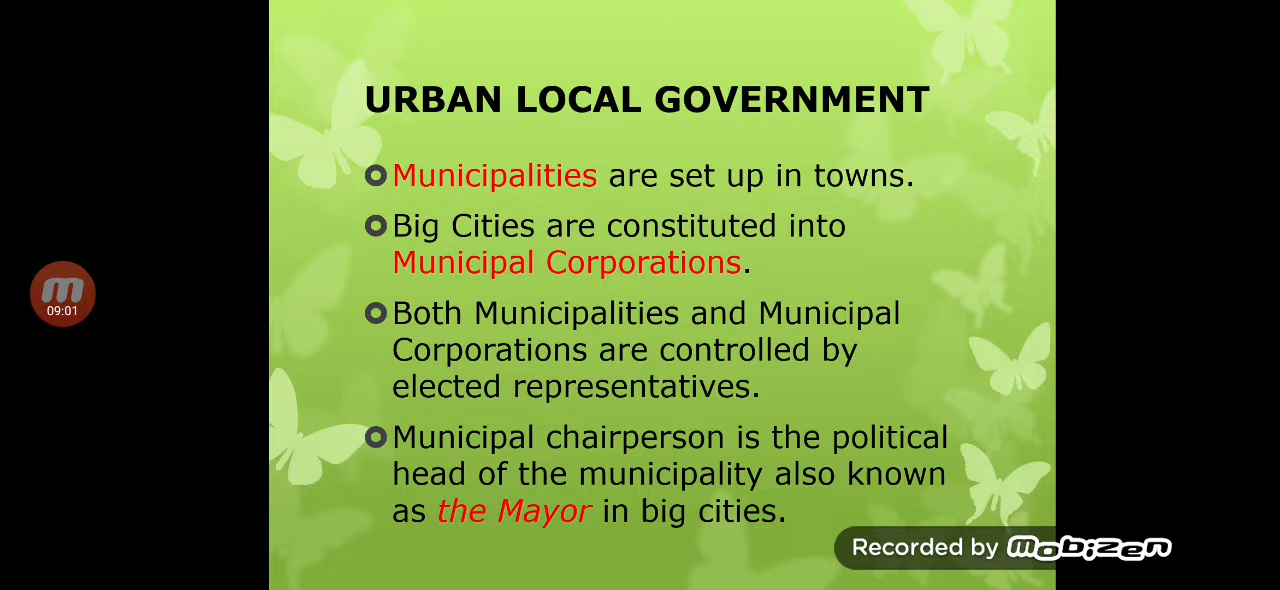 URBAN LOCAL GOVERNMENT
Municipalities are set up in towns.
Big Cities are constituted into
Municipal Corporations.
Both Municipalities and Municipal
Corporations are controlled by
elected representatives.
Municipal chairperson is the political
head of the municipality also known
as the Mayor in big cities.
m
09:01
Recorded by mobizen